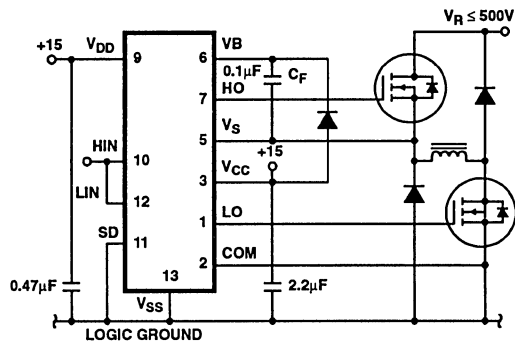 V_R ≤ 500V
+15
V_DD
9
6
VB
0.1µF
C_F
7
HO
5
V_S
+15
HIN
10
3
V_CC
LIN
12
1
LO
SD
11
2
COM
0.47µF
13
2.2µF
V_SS
LOGIC GROUND